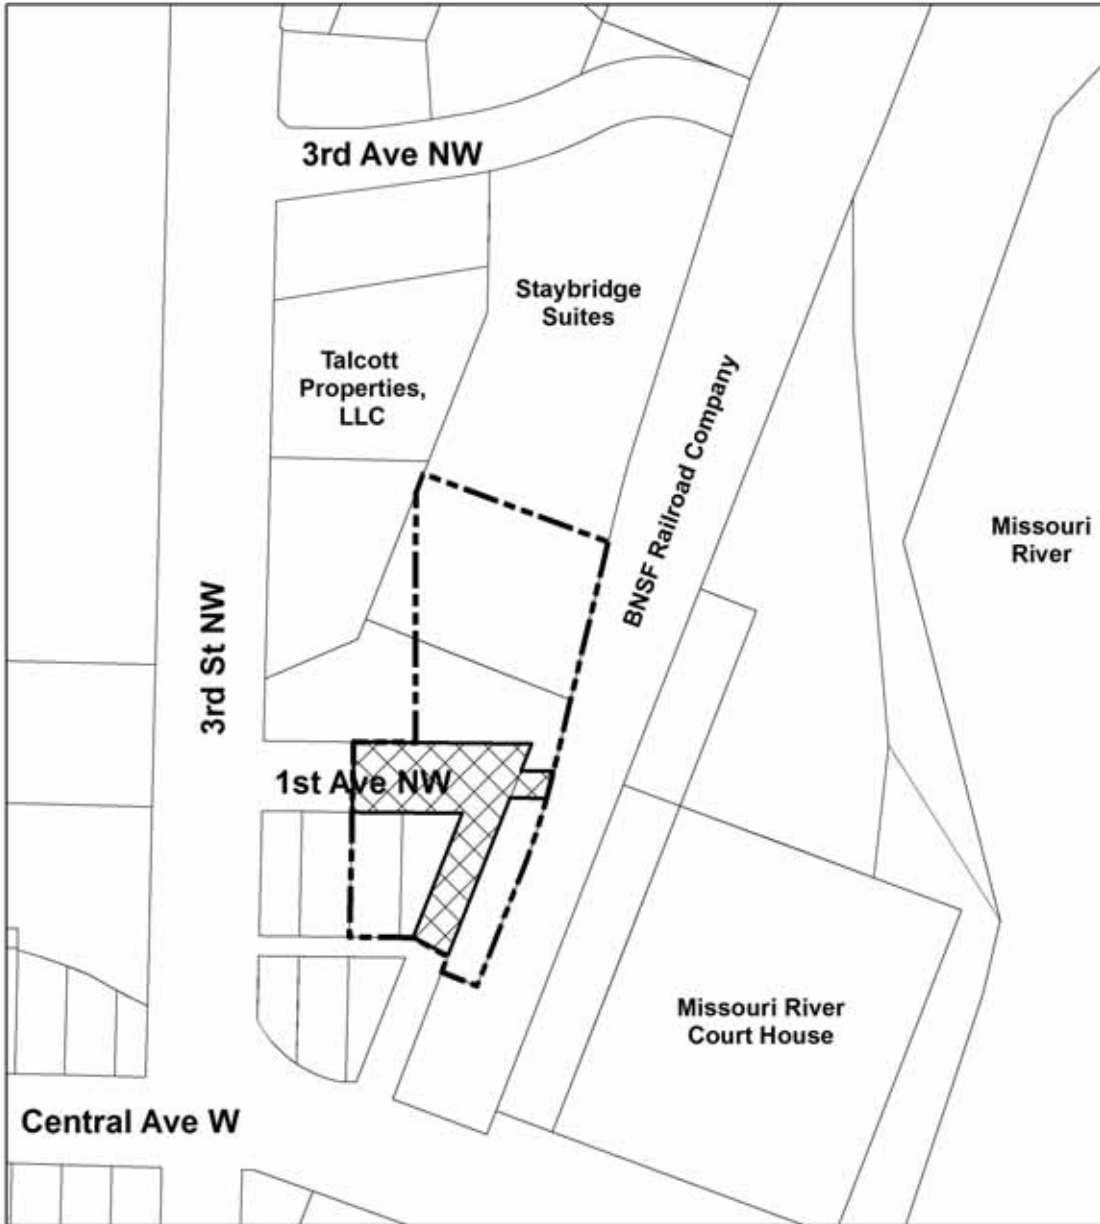 3rd Ave NW
Staybridge
Suites
Talcott
Properties,
LLC
BNSF Railroad Company
Missouri
River
3rd St NW
1st Ave NW
Missouri River
Court House
Central Ave W